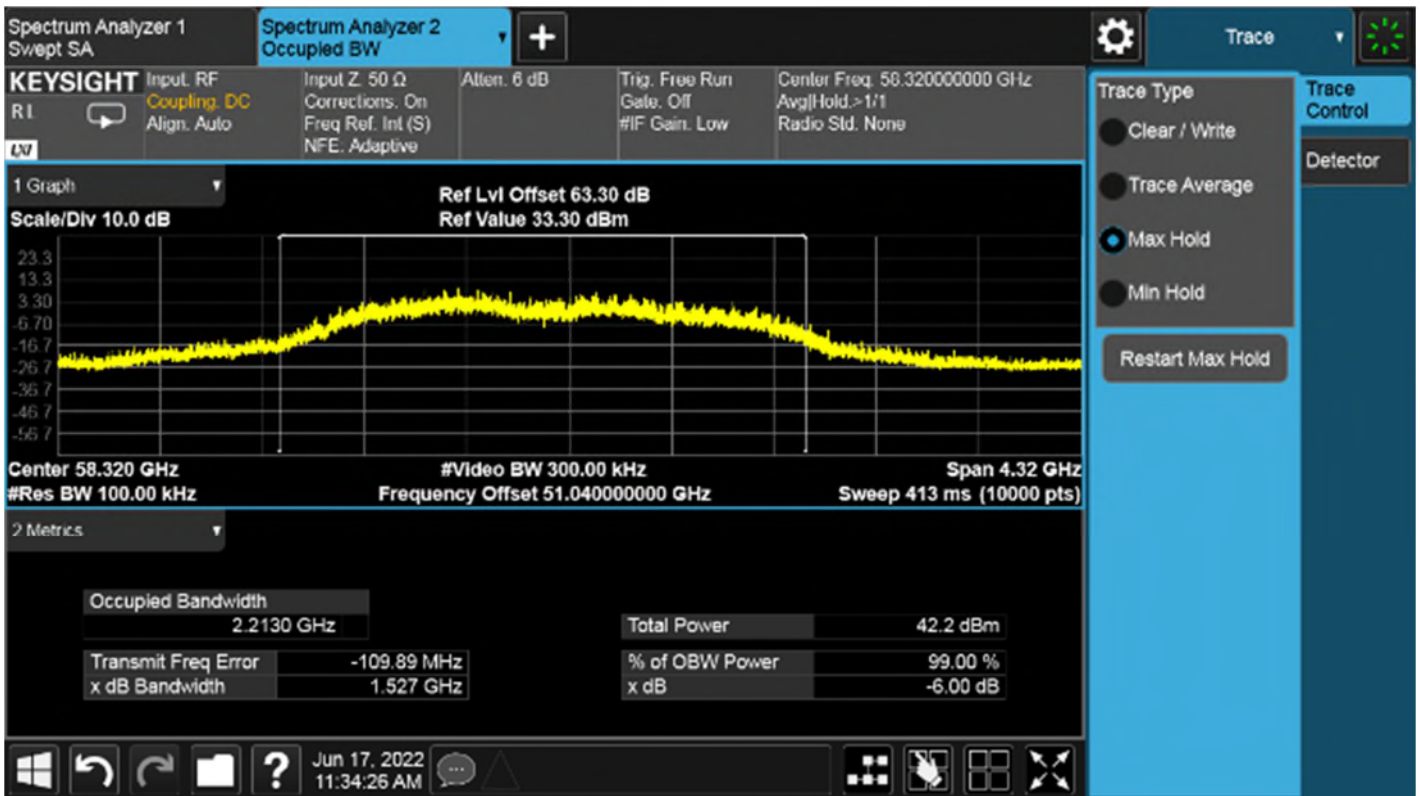 Spectrum Analyzer 1
Swept SA
Spectrum Analyzer 2
Occupied BW
+
Trace
KEYSIGHT
RL
LXI
Input. RF
Coupling. DC
Align. Auto
Input Z. 50 Ω
Corrections. On
Freq Ref. Int (S)
NFE. Adaptive
Atten. 6 dB
Trig. Free Run
Gate. Off
#IF Gain. Low
Center Freq. 58.320000000 GHz
Avg|Hold.>1/1
Radio Std. None
Trace Type
Clear / Write
Trace Average
Max Hold
Min Hold
Restart Max Hold
Trace
Control
Detector
1 Graph
Scale/Div 10.0 dB
Ref Lvl Offset 63.30 dB
Ref Value 33.30 dBm
23.3
13.3
3.30
-6.70
-16.7
-26.7
-36.7
-46.7
-56.7
Center 58.320 GHz
#Res BW 100.00 kHz
#Video BW 300.00 kHz
Frequency Offset 51.040000000 GHz
Span 4.32 GHz
Sweep 413 ms (10000 pts)
2 Metrics
Occupied Bandwidth
2.2130 GHz
Transmit Freq Error -109.89 MHz
x dB Bandwidth 1.527 GHz
Total Power 42.2 dBm
% of OBW Power 99.00 %
x dB -6.00 dB
?
Jun 17, 2022
11:34:26 AM